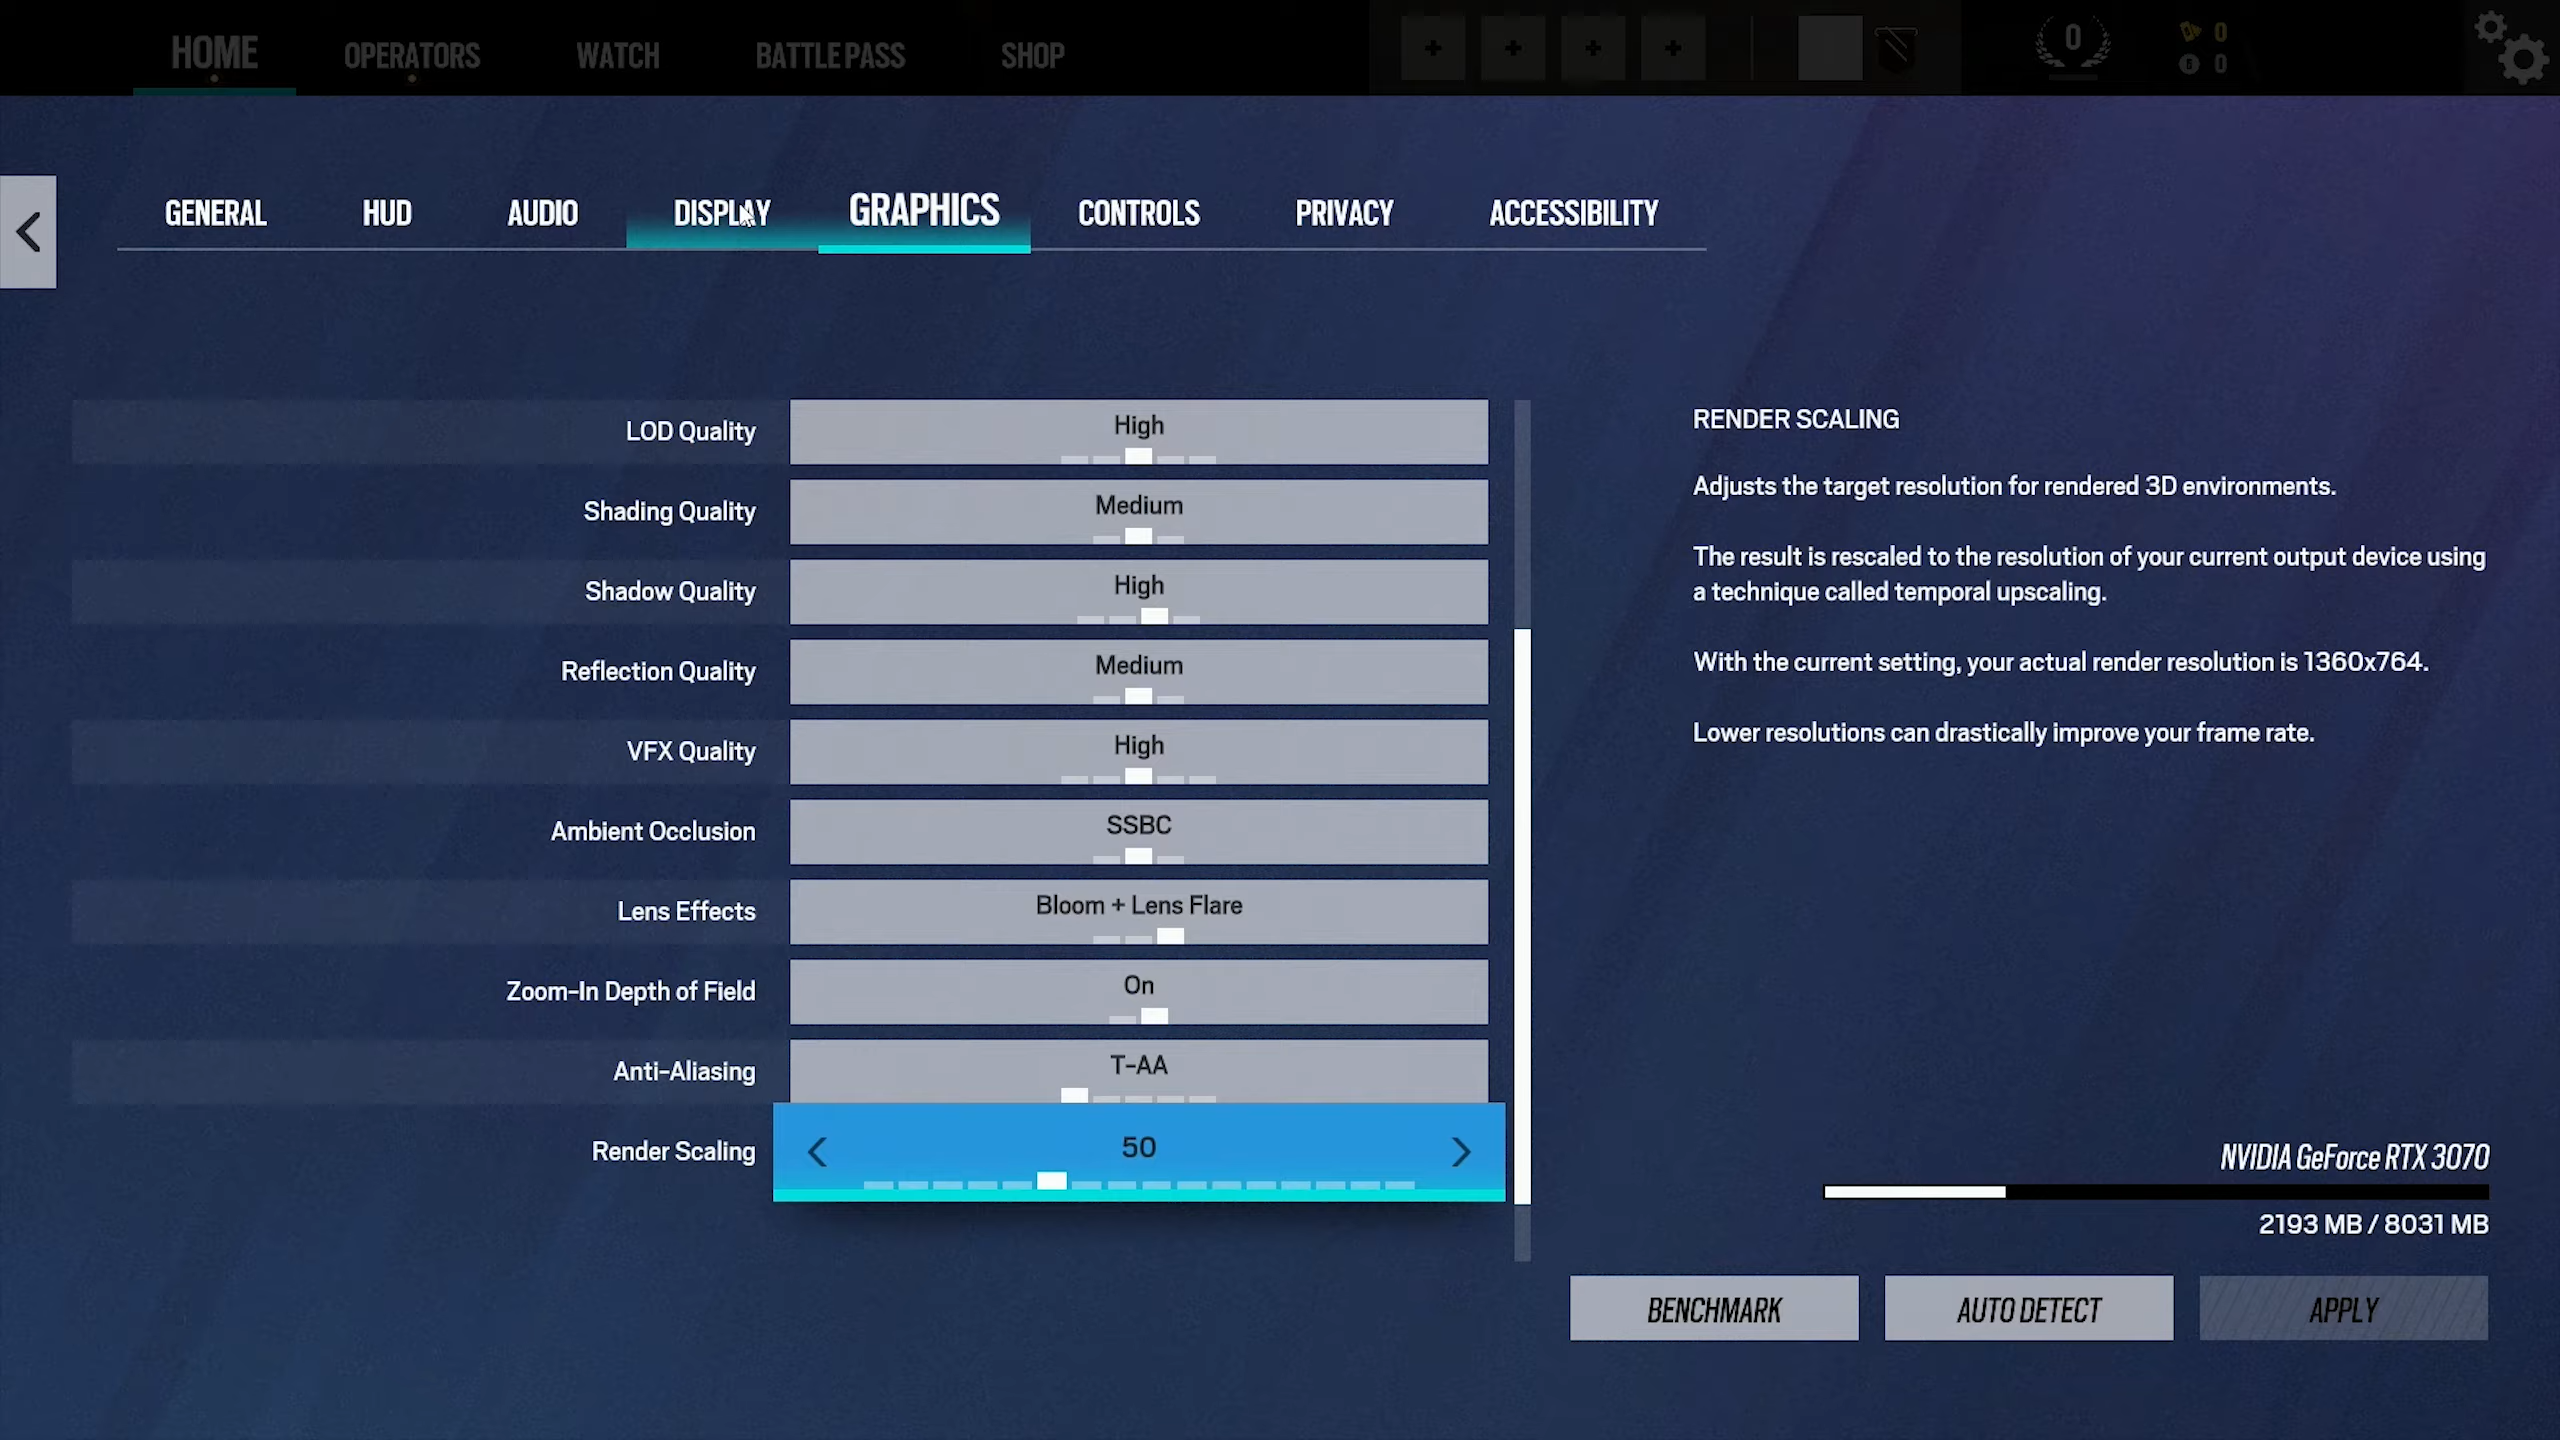 HOME
OPERATORS
WATCH
BATTLE PASS
SHOP
+
+
+
+
0
0
0
GENERAL
HUD
AUDIO
DISPLAY
GRAPHICS
CONTROLS
PRIVACY
ACCESSIBILITY
LOD Quality
High
Shading Quality
Medium
Shadow Quality
High
Reflection Quality
Medium
VFX Quality
High
Ambient Occlusion
SSBC
Lens Effects
Bloom + Lens Flare
Zoom-In Depth of Field
On
Anti-Aliasing
T-AA
Render Scaling
50
RENDER SCALING
Adjusts the target resolution for rendered 3D environments.
The result is rescaled to the resolution of your current output device using
a technique called temporal upscaling.
With the current setting, your actual render resolution is 1360x764.
Lower resolutions can drastically improve your frame rate.
NVIDIA GeForce RTX 3070
2193 MB / 8031 MB
BENCHMARK
AUTO DETECT
APPLY